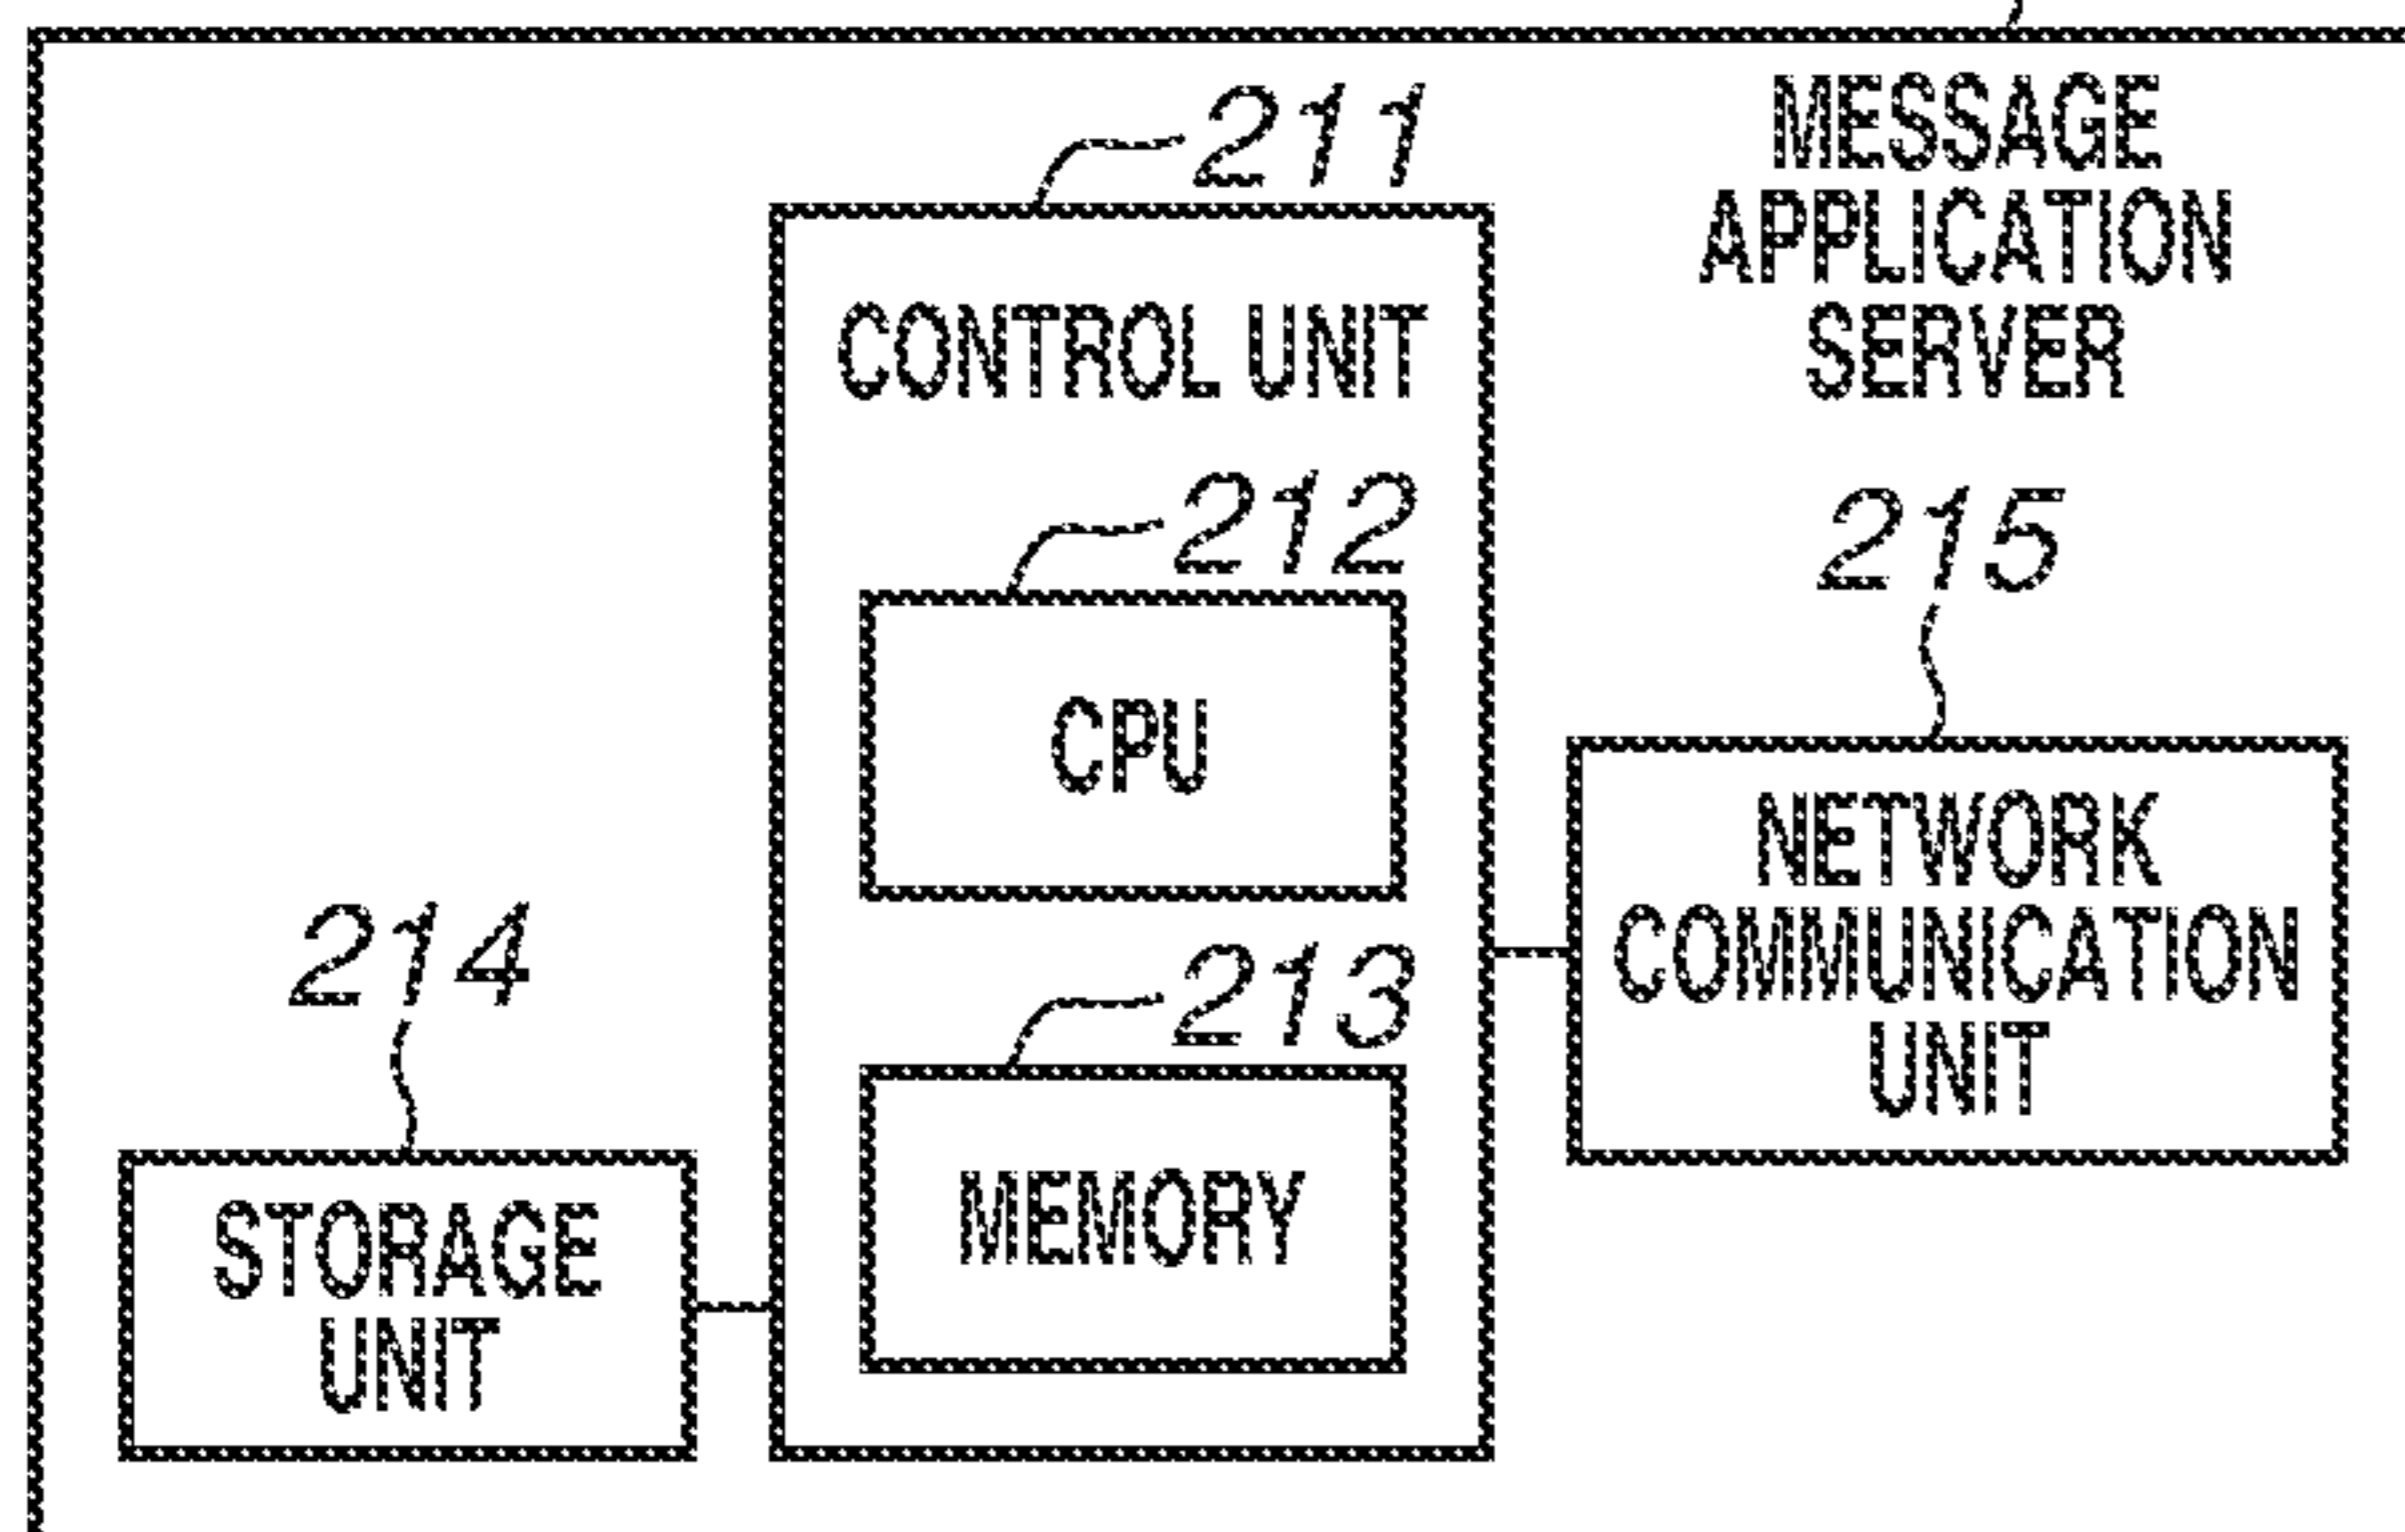 MESSAGE
APPLICATION
SERVER
211
CONTROL UNIT
212
CPU
213
MEMORY
214
STORAGE
UNIT
215
NETWORK
COMMUNICATION
UNIT